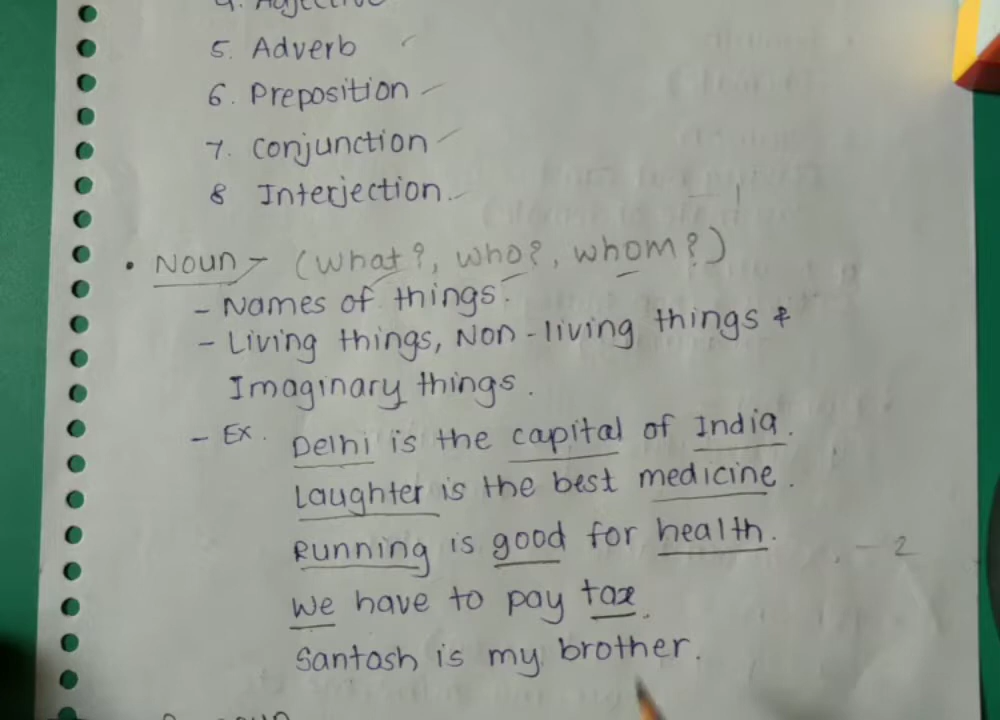 4. Adjective
5. Adverb
6. Preposition
7. Conjunction
8 Interjection.
• Noun - (what?, who?, whom?)
- Names of things.
- Living things, Non-living things &
Imaginary things.
- Ex. Delhi is the capital of India.
Laughter is the best medicine.
Running is good for health.
We have to pay tax.
Santosh is my brother.